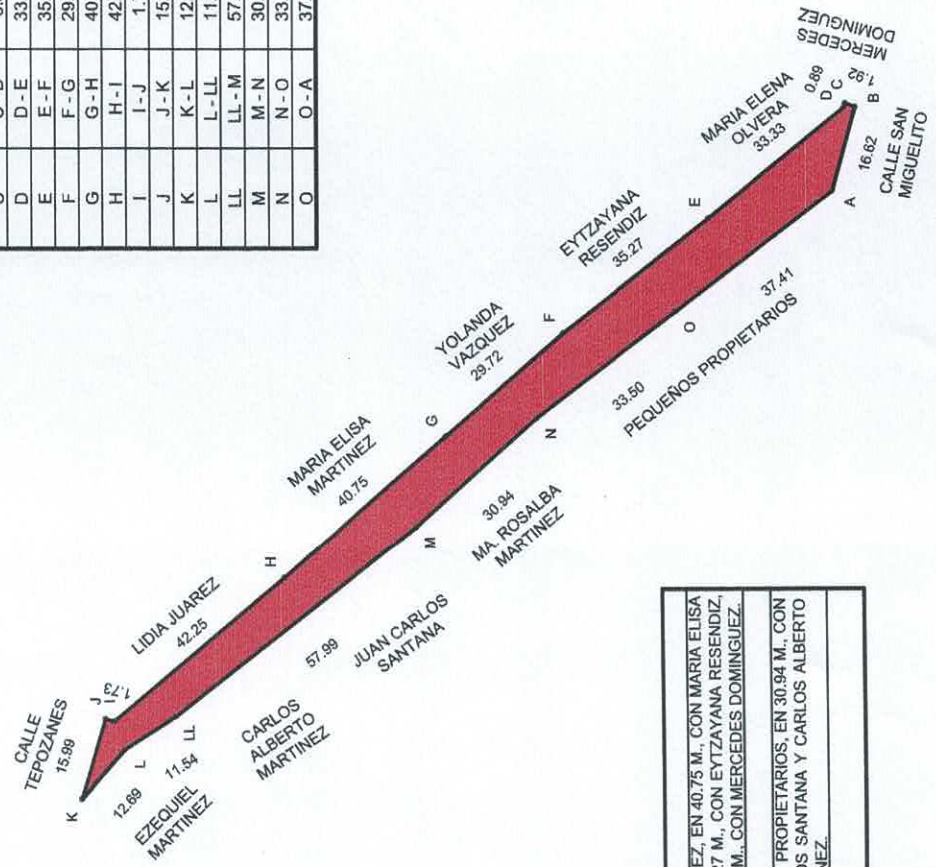 D D - E 33
E E - F 35
F F - G 29
G G - H 40
H H - I 42
I I - J 1.
J J - K 15
K K - L 12
L L - LL 11
LL LL - M 57
M M - N 30
N N - O 33
O O - A 37
CALLE
TEPOZANES
15.99
K
J
I
1.73
LIDIA JUAREZ
42.25
H
MARIA ELISA
MARTINEZ
40.75
G
YOLANDA
VAZQUEZ
29.72
F
EYTZAYANA
RESENDIZ
35.27
E
MARIA ELENA
OLVERA
33.33
D
0.89
C
1.92
B
MERCEDES
DOMINGUEZ
16.62
CALLE SAN
MIGUELITO
A
37.41
O
PEQUEÑOS PROPIETARIOS
33.50
N
30.94
MA. ROSALBA
MARTINEZ
M
JUAN CARLOS
SANTANA
57.99
CARLOS
ALBERTO
MARTINEZ
LL
11.54
L
12.69
EZEQUIEL
MARTINEZ
EZ, EN 40.75 M., CON MARIA ELISA
27 M., CON EYTZAYANA RESENDIZ,
M., CON MERCEDES DOMINGUEZ.
PROPIETARIOS, EN 30.94 M., CON
OS SANTANA Y CARLOS ALBERTO
NEZ.